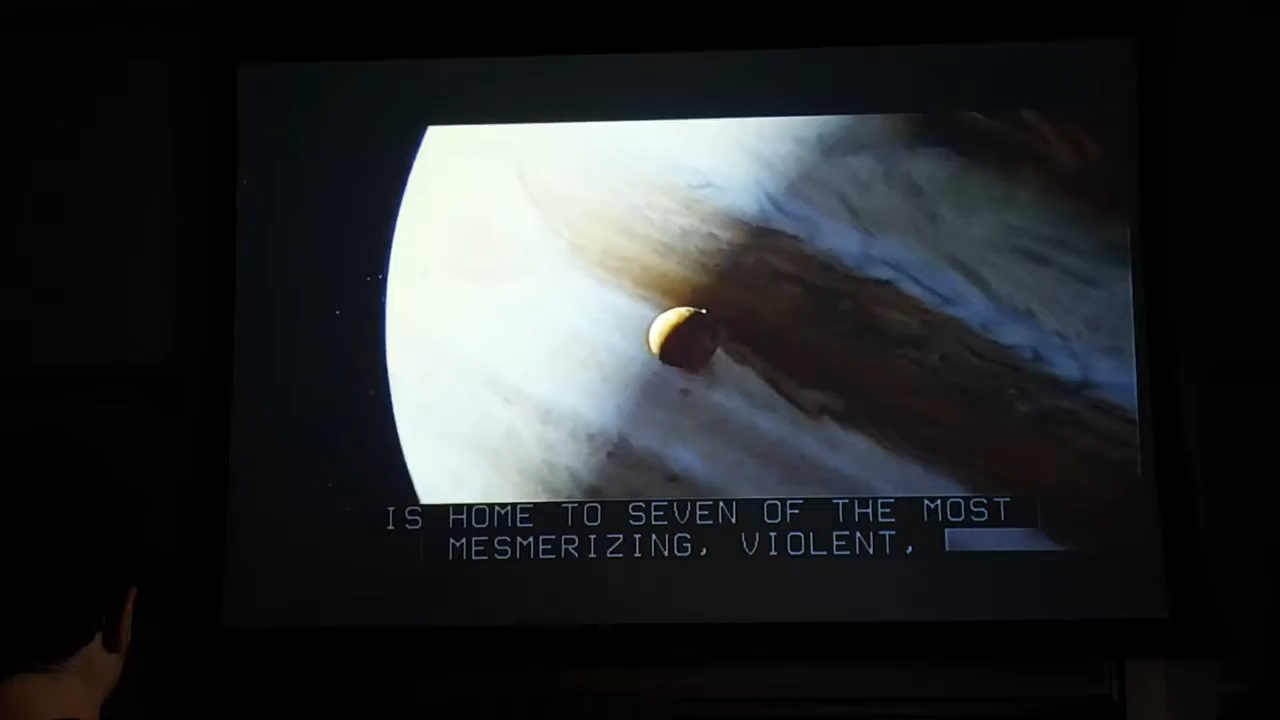 IS HOME TO SEVEN OF THE MOST
MESMERIZING, VIOLENT,